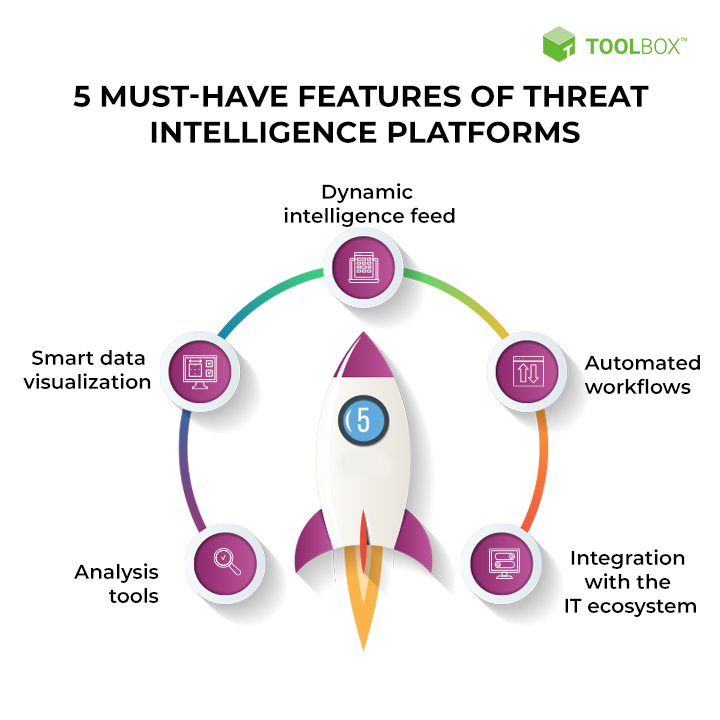 TOOLBOX™
5 MUST-HAVE FEATURES OF THREAT
INTELLIGENCE PLATFORMS
Dynamic
intelligence feed
Smart data
visualization
Automated
workflows
5
Analysis
tools
Integration
with the
IT ecosystem